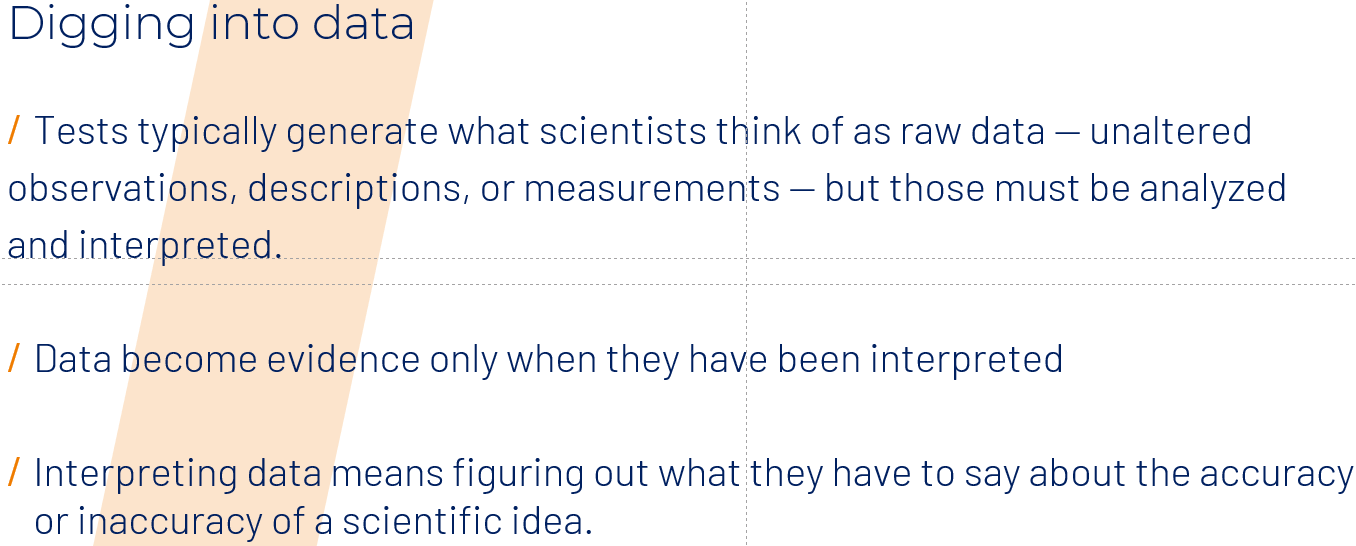 Digging into data
/ Tests typically generate what scientists think of as raw data — unaltered
observations, descriptions, or measurements — but those must be analyzed
and interpreted.
/ Data become evidence only when they have been interpreted
/ Interpreting data means figuring out what they have to say about the accuracy
or inaccuracy of a scientific idea.